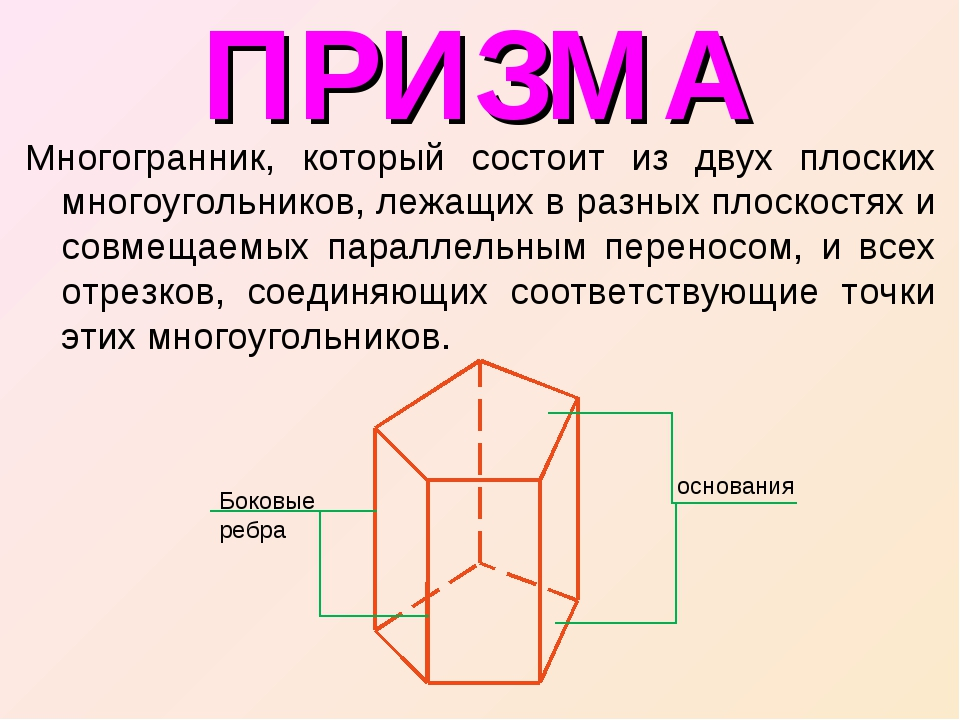 ПРИЗМА
Многогранник, который состоит из двух плоских
многоугольников, лежащих в разных плоскостях и
совмещаемых параллельным переносом, и всех
отрезков, соединяющих соответствующие точки
этих многоугольников.
основания
Боковые
ребра